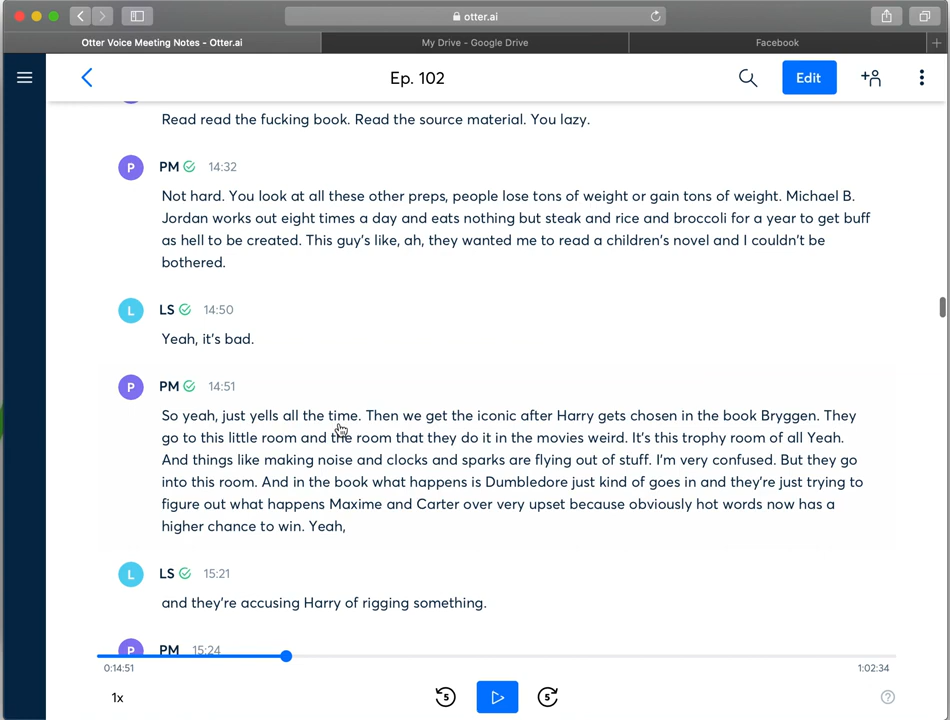 otter.ai
Otter Voice Meeting Notes - Otter.ai
My Drive - Google Drive
Facebook
Ep. 102
Edit
Read read the fucking book. Read the source material. You lazy.
P PM 14:32
Not hard. You look at all these other preps, people lose tons of weight or gain tons of weight. Michael B.
Jordan works out eight times a day and eats nothing but steak and rice and broccoli for a year to get buff
as hell to be created. This guy's like, ah, they wanted me to read a children's novel and I couldn't be
bothered.
L LS 14:50
Yeah, it's bad.
P PM 14:51
So yeah, just yells all the time. Then we get the iconic after Harry gets chosen in the book Bryggen. They
go to this little room and the room that they do it in the movies weird. It's this trophy room of all Yeah.
And things like making noise and clocks and sparks are flying out of stuff. I'm very confused. But they go
into this room. And in the book what happens is Dumbledore just kind of goes in and they're just trying to
figure out what happens Maxime and Carter over very upset because obviously hot words now has a
higher chance to win. Yeah,
L LS 15:21
and they're accusing Harry of rigging something.
P PM 15:24
0:14:51
1:02:34
1x
5
5